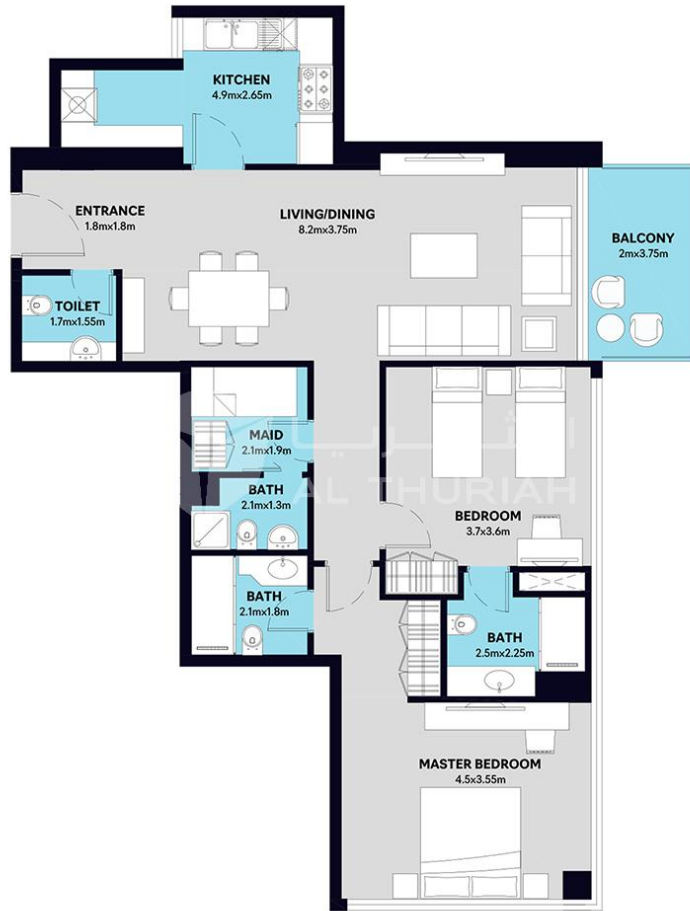 KITCHEN
4.9mx2.65m
ENTRANCE
1.8mx1.8m
LIVING/DINING
8.2mx3.75m
BALCONY
2mx3.75m
TOILET
1.7mx1.55m
MAID
2.1mx1.9m
الثريا
BATH
2.1mx1.3m
AL THURIAH
BEDROOM
3.7x3.6m
BATH
2.1mx1.8m
BATH
2.5mx2.25m
MASTER BEDROOM
4.5x3.55m